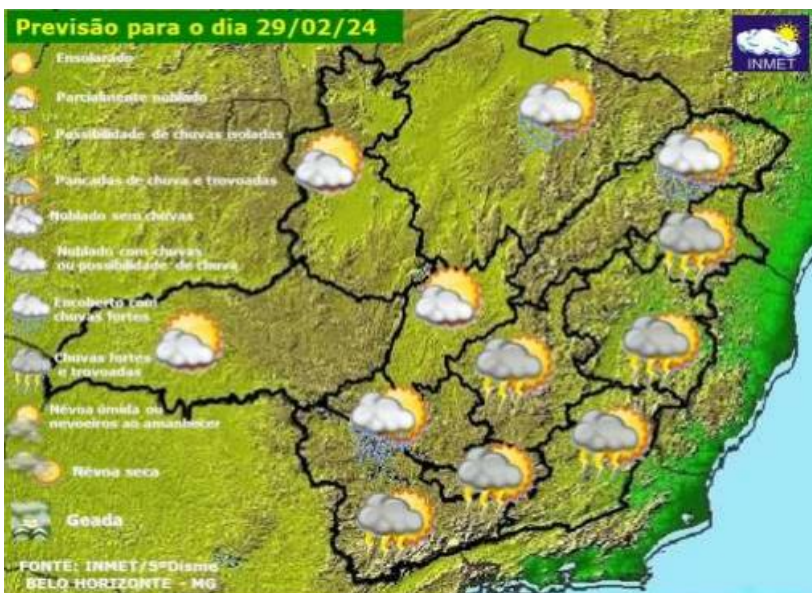 Previsão para o dia 29/02/24
INMET
Ensolarado
Parcialmente nublado
Possibilidade de chuvas isoladas
Pancadas de chuva e trovoadas
Noblado sem chuvas
Nublado com chuvas
ou possibilidade de chuva
Encoberto com
chuvas fortes
Chuvas fortes
e trovoadas
Névoa úmida ou
nevoeiros ao amanhecer
Névoa seca
Geada
FONTE: INMET/5ºDisme
BELO HORIZONTE - MG